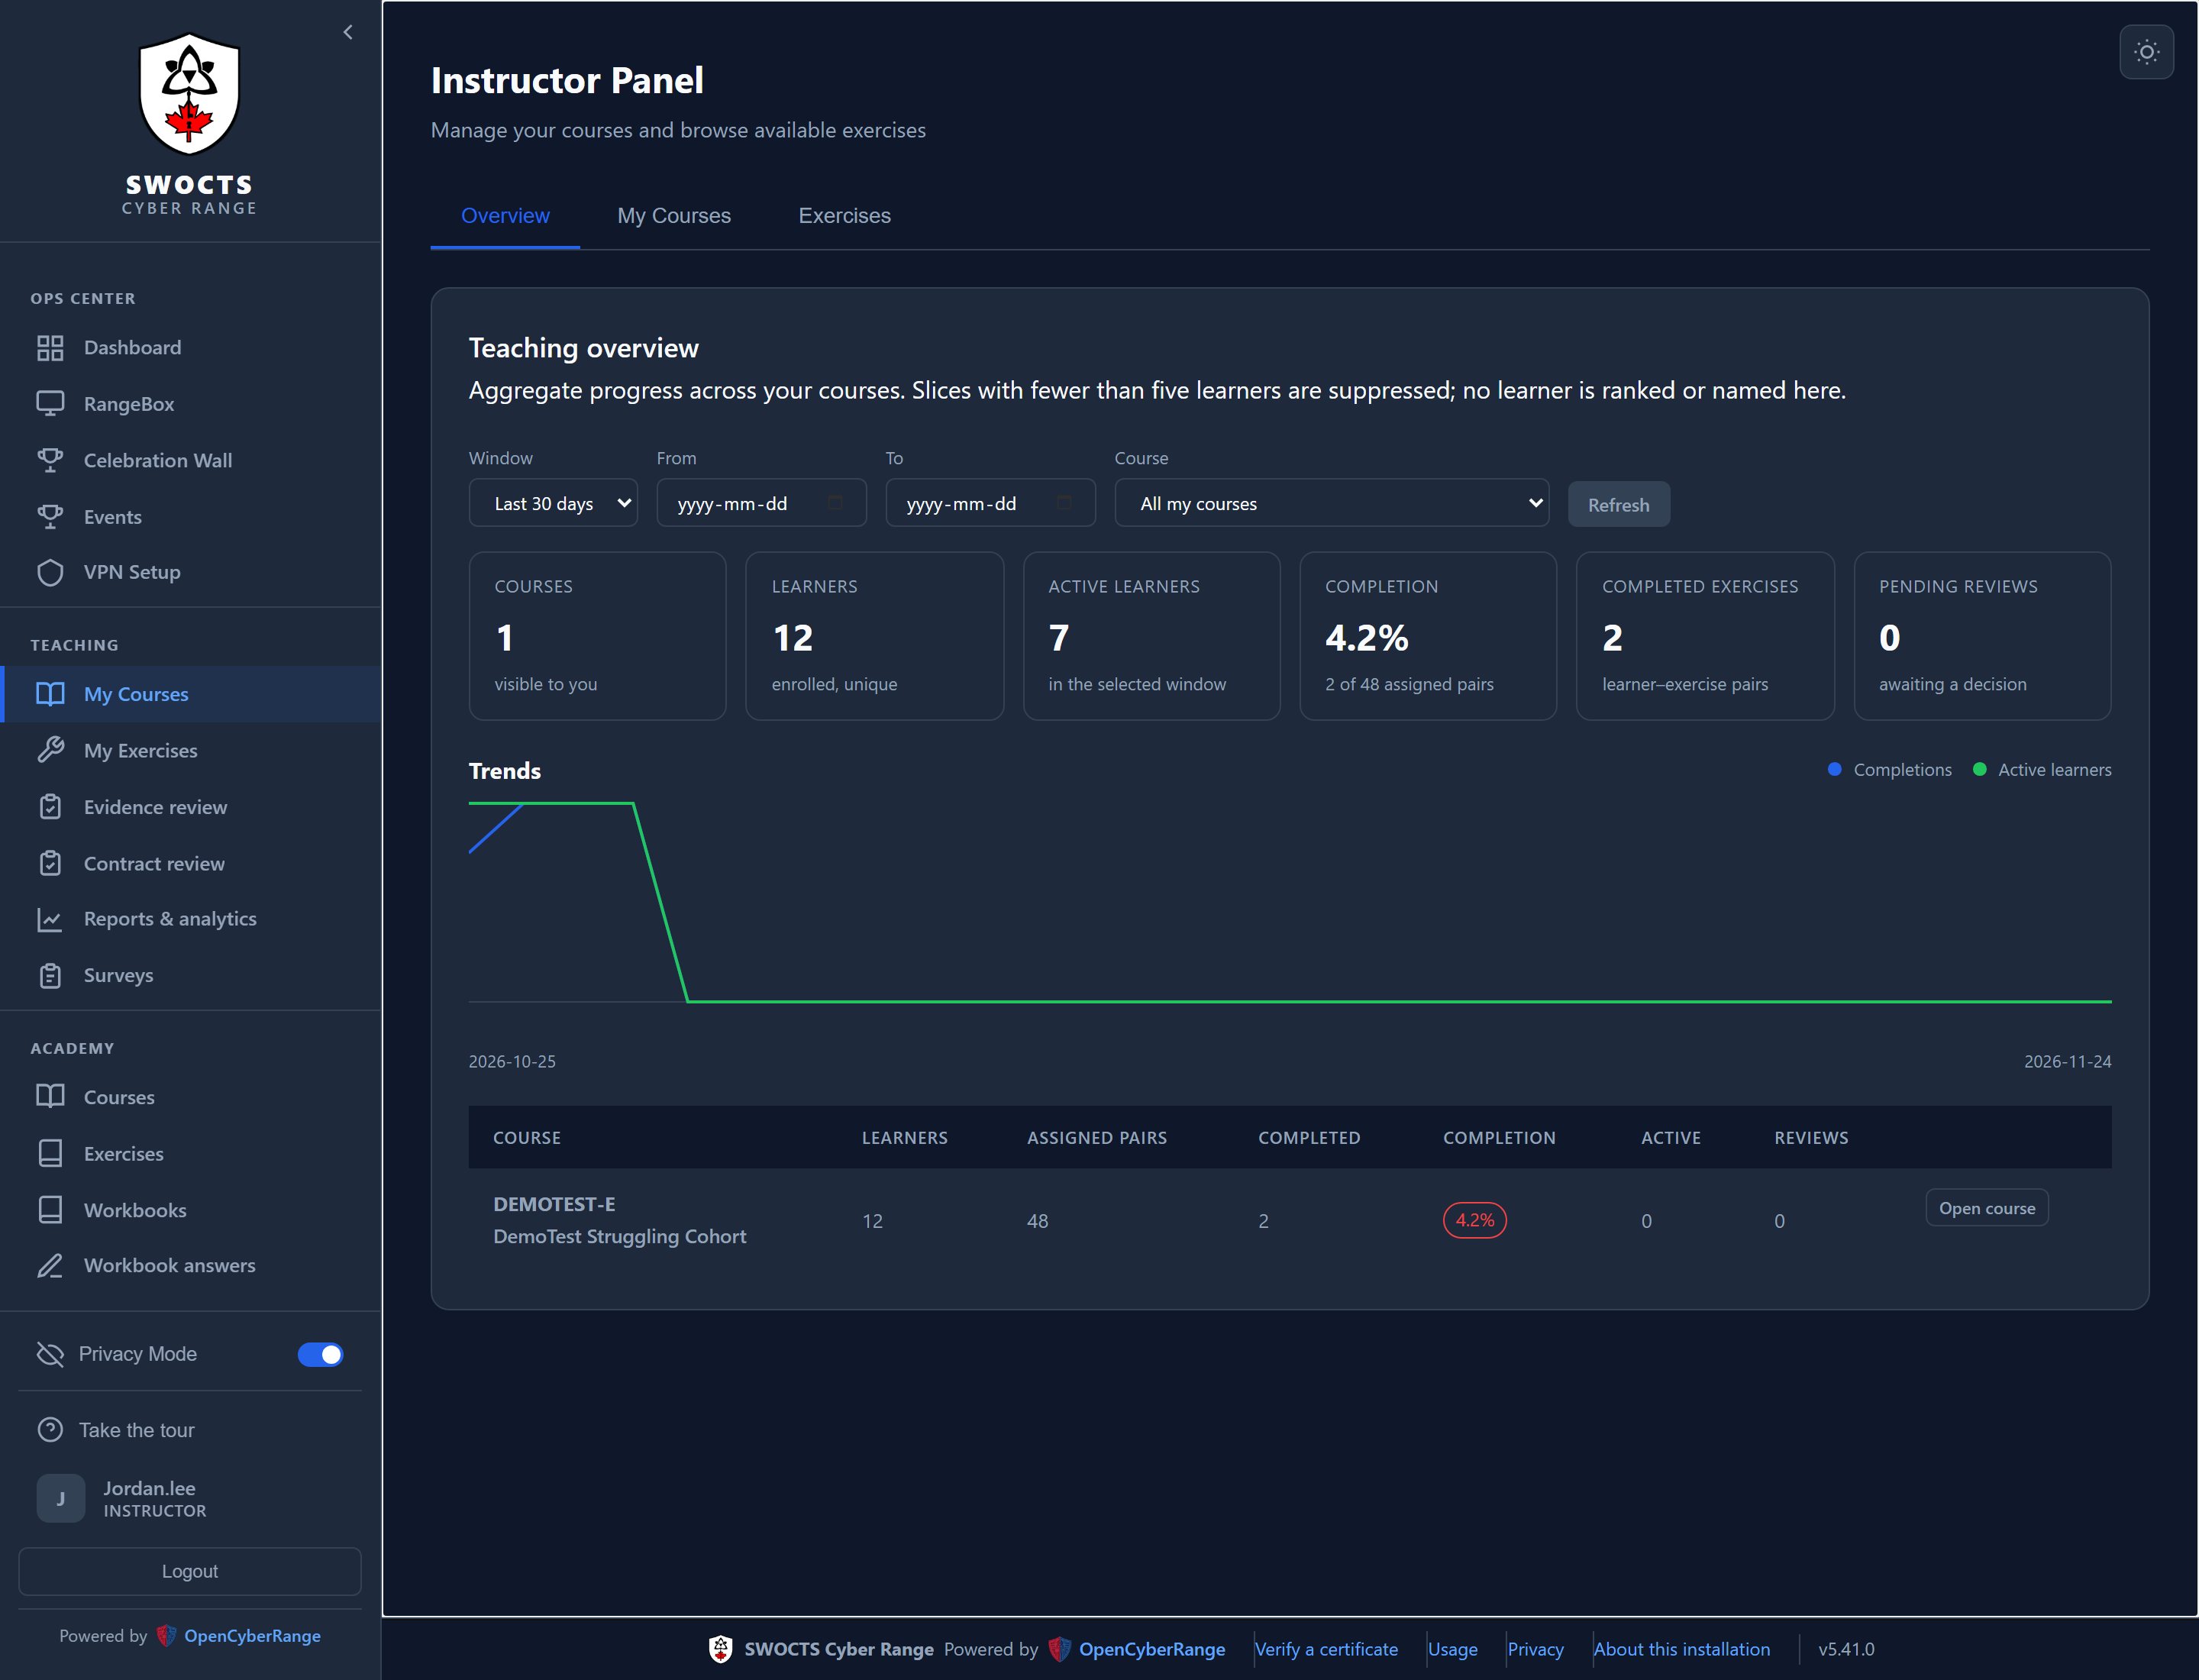 SWOCTS
CYBER RANGE
OPS CENTER
Dashboard
RangeBox
Celebration Wall
Events
VPN Setup
TEACHING
My Courses
My Exercises
Evidence review
Contract review
Reports & analytics
Surveys
ACADEMY
Courses
Exercises
Workbooks
Workbook answers
Privacy Mode
Take the tour
J
Jordan.lee
INSTRUCTOR
Logout
Powered by OpenCyberRange
Instructor Panel
Manage your courses and browse available exercises
Overview My Courses Exercises
Teaching overview
Aggregate progress across your courses. Slices with fewer than five learners are suppressed; no learner is ranked or named here.
Window From To Course
Last 30 days yyyy-mm-dd yyyy-mm-dd All my courses Refresh
COURSES LEARNERS ACTIVE LEARNERS COMPLETION COMPLETED EXERCISES PENDING REVIEWS
1 12 7 4.2% 2 0
visible to you enrolled, unique in the selected window 2 of 48 assigned pairs learner–exercise pairs awaiting a decision
Trends Completions Active learners
2026-10-25 2026-11-24
COURSE LEARNERS ASSIGNED PAIRS COMPLETED COMPLETION ACTIVE REVIEWS
DEMOTEST-E
DemoTest Struggling Cohort 12 48 2 4.2% 0 0 Open course
SWOCTS Cyber Range Powered by OpenCyberRange Verify a certificate Usage Privacy About this installation v5.41.0